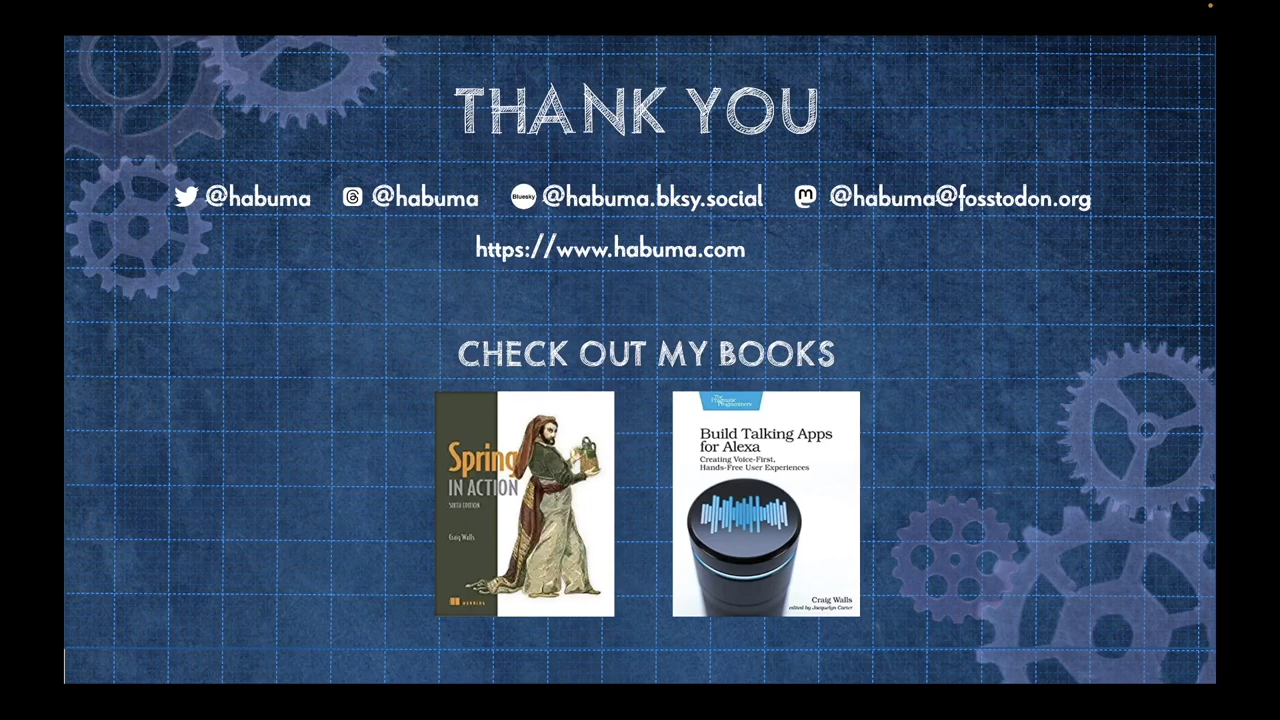 THANK YOU
@habuma @habuma Bluesky @habuma.bksy.social m @habuma@fosstodon.org
https://www.habuma.com
CHECK OUT MY BOOKS
Spring
IN ACTION
SIXTH EDITION
Craig Walls
MANNING
The
Pragmatic
Programmers
Build Talking Apps
for Alexa
Creating Voice-First,
Hands-Free User Experiences
Craig Walls
edited by Jacquelyn Carter